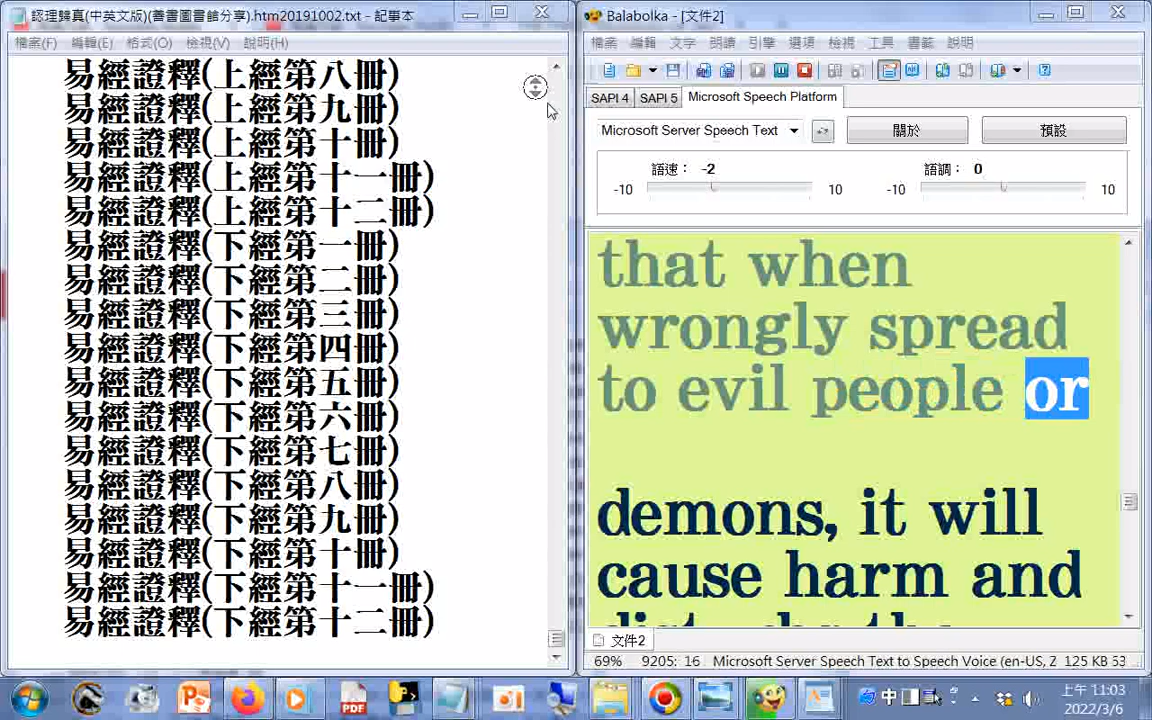 認理歸真(中英文版)(善書圖書館分享).htm20191002.txt - 記事本
檔案(F) 編輯(E) 格式(O) 檢視(V) 說明(H)
易經證釋(上經第八冊)
易經證釋(上經第九冊)
易經證釋(上經第十冊)
易經證釋(上經第十一冊)
易經證釋(上經第十二冊)
易經證釋(下經第一冊)
易經證釋(下經第二冊)
易經證釋(下經第三冊)
易經證釋(下經第四冊)
易經證釋(下經第五冊)
易經證釋(下經第六冊)
易經證釋(下經第七冊)
易經證釋(下經第八冊)
易經證釋(下經第九冊)
易經證釋(下經第十冊)
易經證釋(下經第十一冊)
易經證釋(下經第十二冊)
Balabolka - [文件2]
檔案 編輯 文字 朗讀 引擎 選項 檢視 工具 書籤 說明
SAPI 4 SAPI 5 Microsoft Speech Platform
Microsoft Server Speech Text 關於 預設
語速： -2 語調： 0
-10 10 -10 10
that when
wrongly spread
to evil people or
demons, it will
cause harm and
文件2
69% 9205: 16 Microsoft Server Speech Text to Speech Voice (en-US, Z 125 KB 53
PDF 中 上午 11:03
2022/3/6